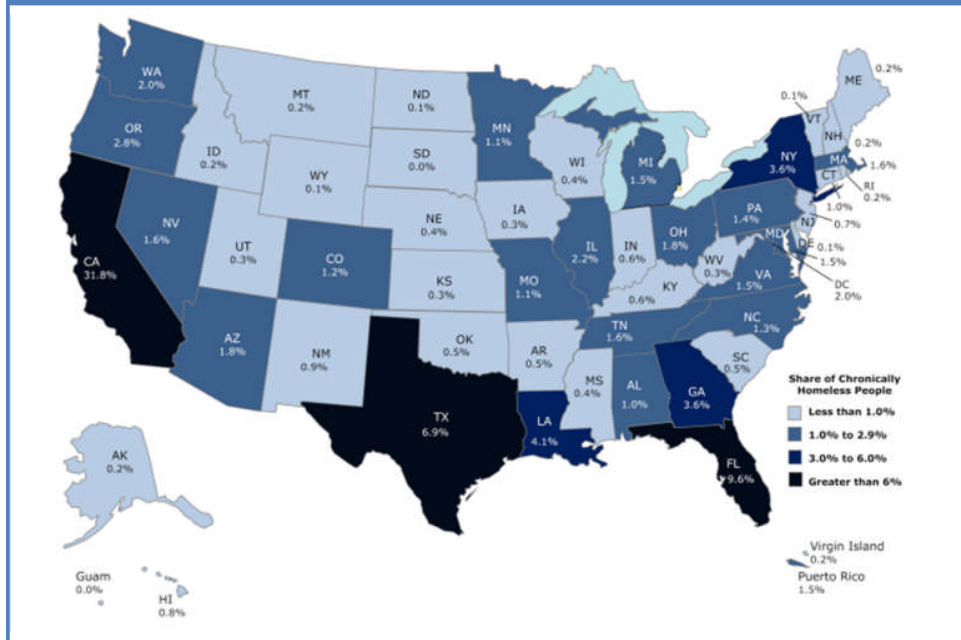 WA
2.0%
OR
2.8%
CA
31.8%
NV
1.6%
ID
0.2%
MT
0.2%
WY
0.1%
UT
0.3%
AZ
1.8%
CO
1.2%
NM
0.9%
ND
0.1%
SD
0.0%
NE
0.4%
KS
0.3%
OK
0.5%
TX
6.9%
MN
1.1%
IA
0.3%
MO
1.1%
AR
0.5%
LA
4.1%
WI
0.4%
IL
2.2%
MI
1.5%
IN
0.6%
OH
1.8%
KY
0.6%
TN
1.6%
MS
0.4%
AL
1.0%
GA
3.6%
FL
9.6%
SC
0.5%
NC
1.3%
VA
1.5%
WV
0.3%
PA
1.4%
NY
3.6%
VT
0.1%
NH
0.2%
ME
0.2%
MA
1.6%
RI
0.2%
CT
1.0%
NJ
0.7%
DE
0.1%
MD
1.5%
DC
2.0%
Share of Chronically
Homeless People
Less than 1.0%
1.0% to 2.9%
3.0% to 6.0%
Greater than 6%
AK
0.2%
Guam
0.0%
HI
0.8%
Virgin Island
0.2%
Puerto Rico
1.5%